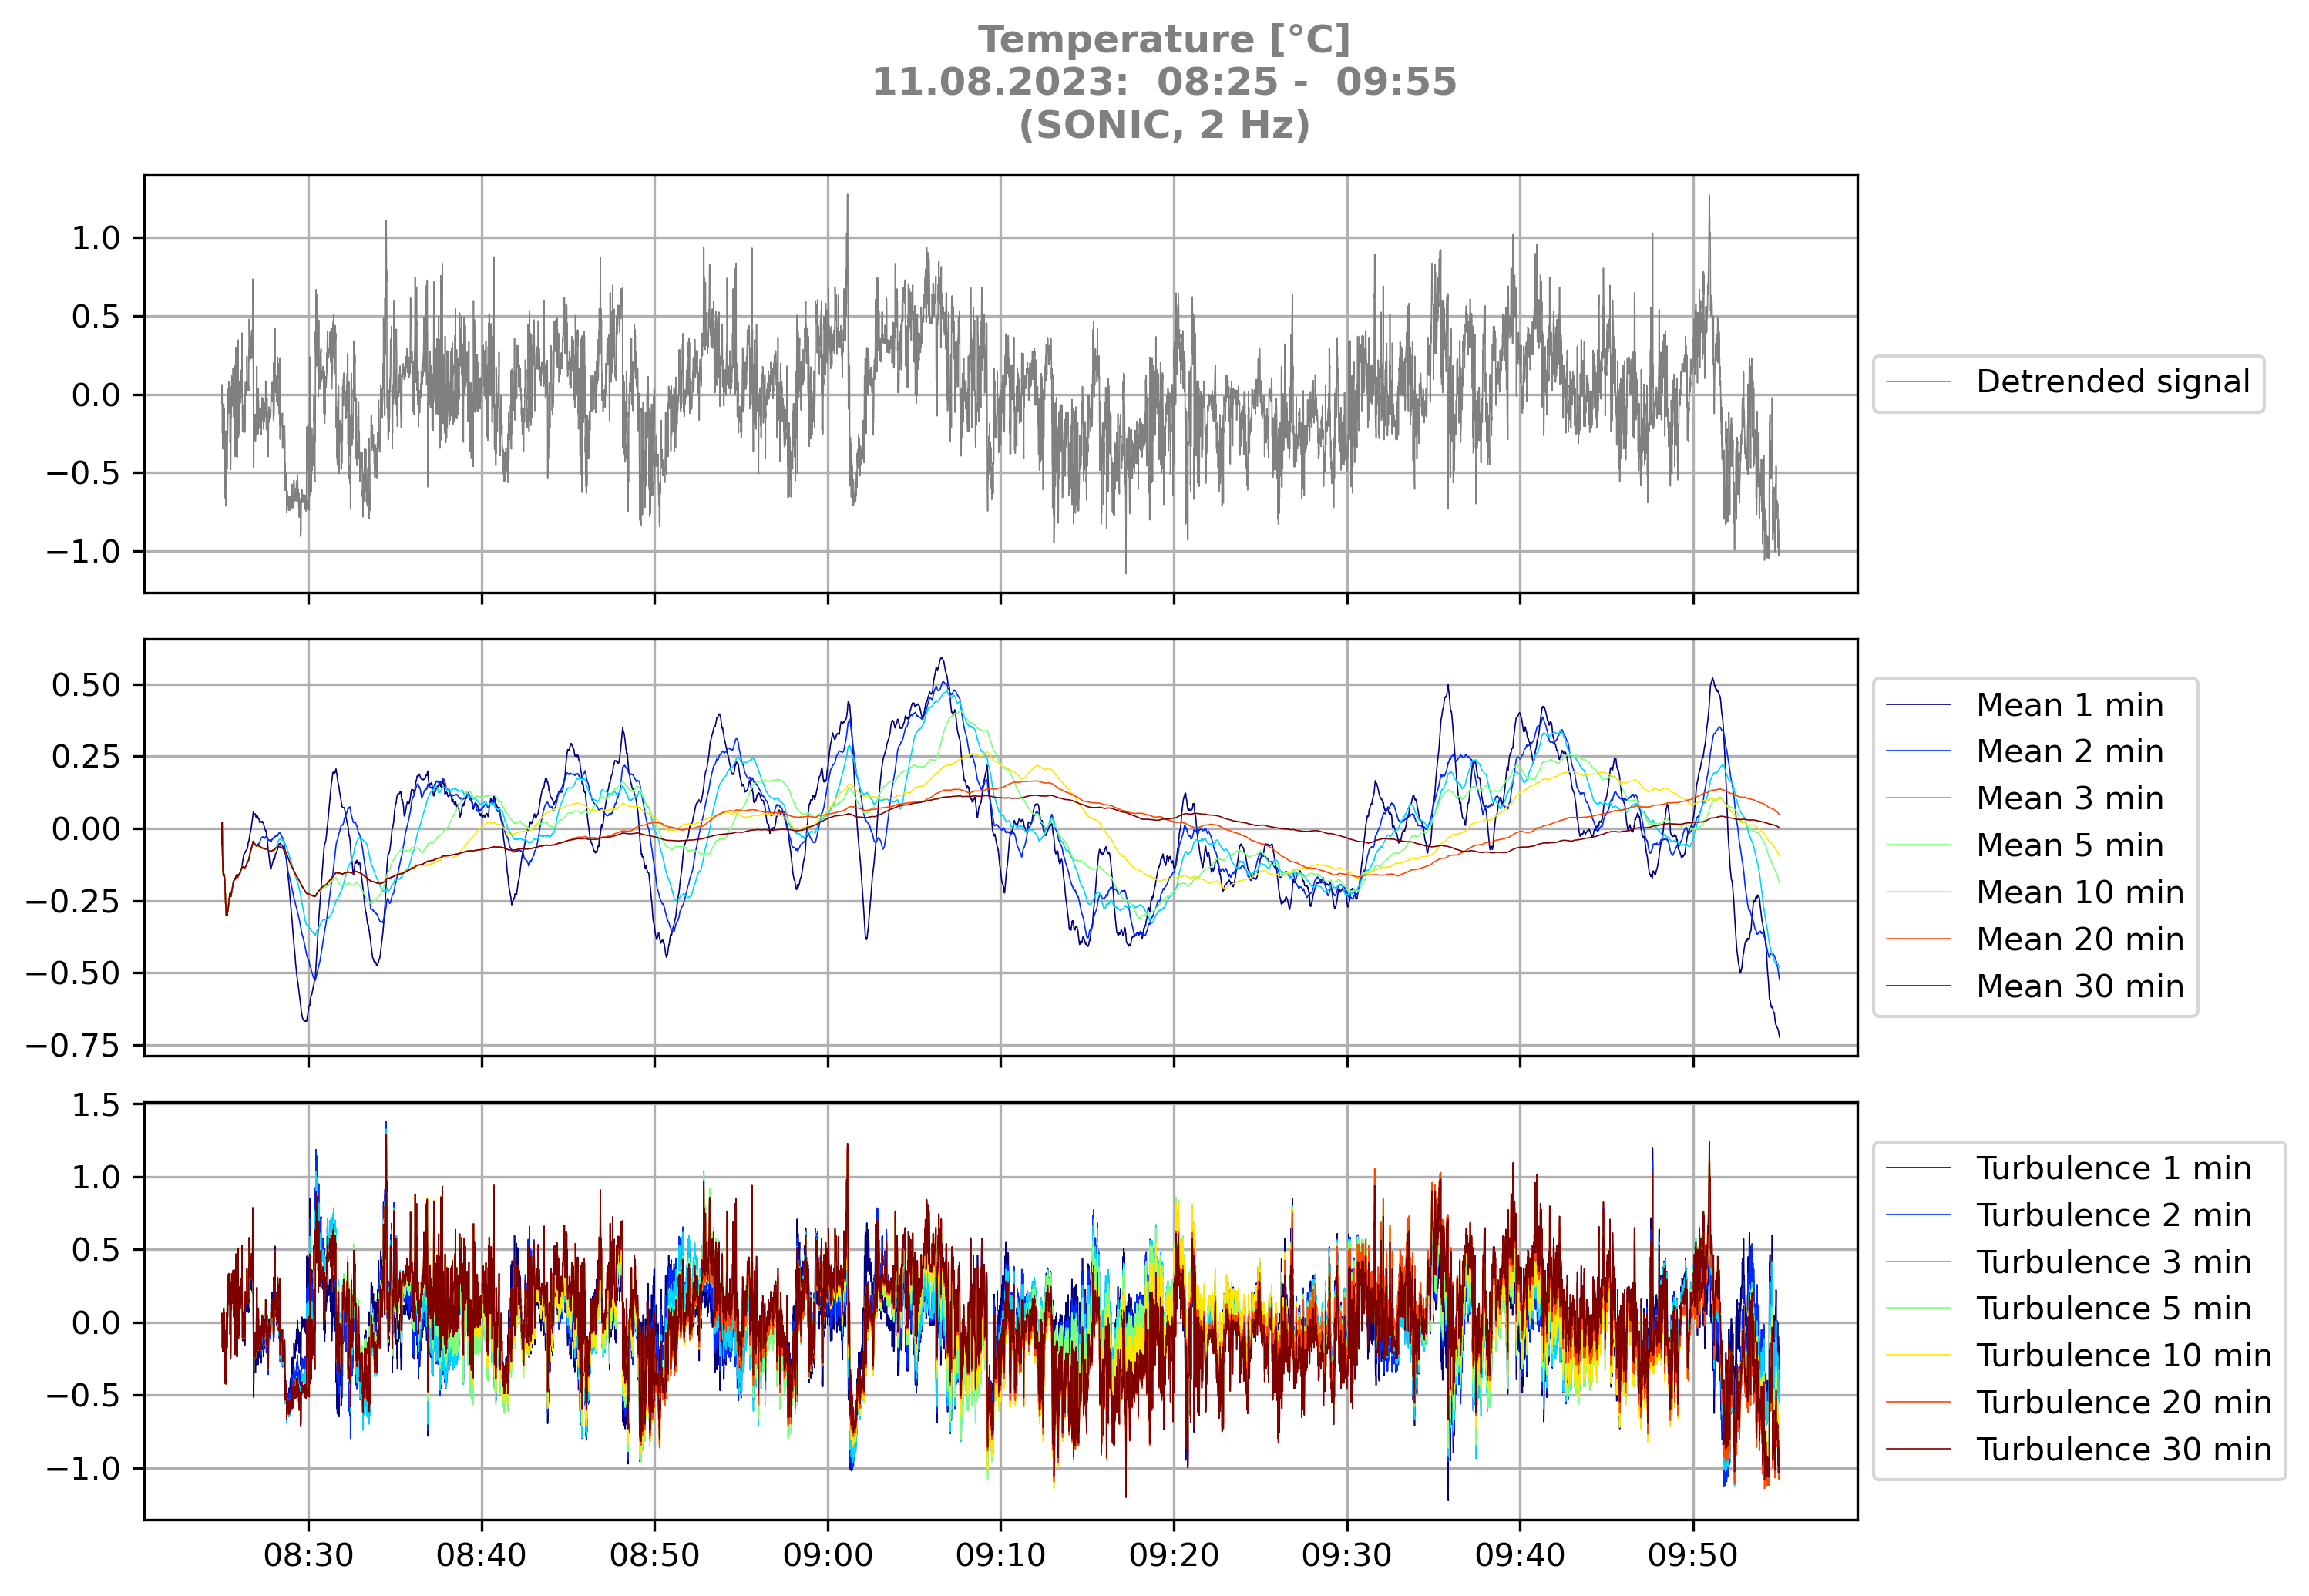 Temperature [°C]
11.08.2023:  08:25 -  09:55
(SONIC, 2 Hz)
1.0
0.5
0.0
−0.5
−1.0
Detrended signal
0.50
0.25
0.00
−0.25
−0.50
−0.75
Mean 1 min
Mean 2 min
Mean 3 min
Mean 5 min
Mean 10 min
Mean 20 min
Mean 30 min
1.5
1.0
0.5
0.0
−0.5
−1.0
Turbulence 1 min
Turbulence 2 min
Turbulence 3 min
Turbulence 5 min
Turbulence 10 min
Turbulence 20 min
Turbulence 30 min
08:30 08:40 08:50 09:00 09:10 09:20 09:30 09:40 09:50